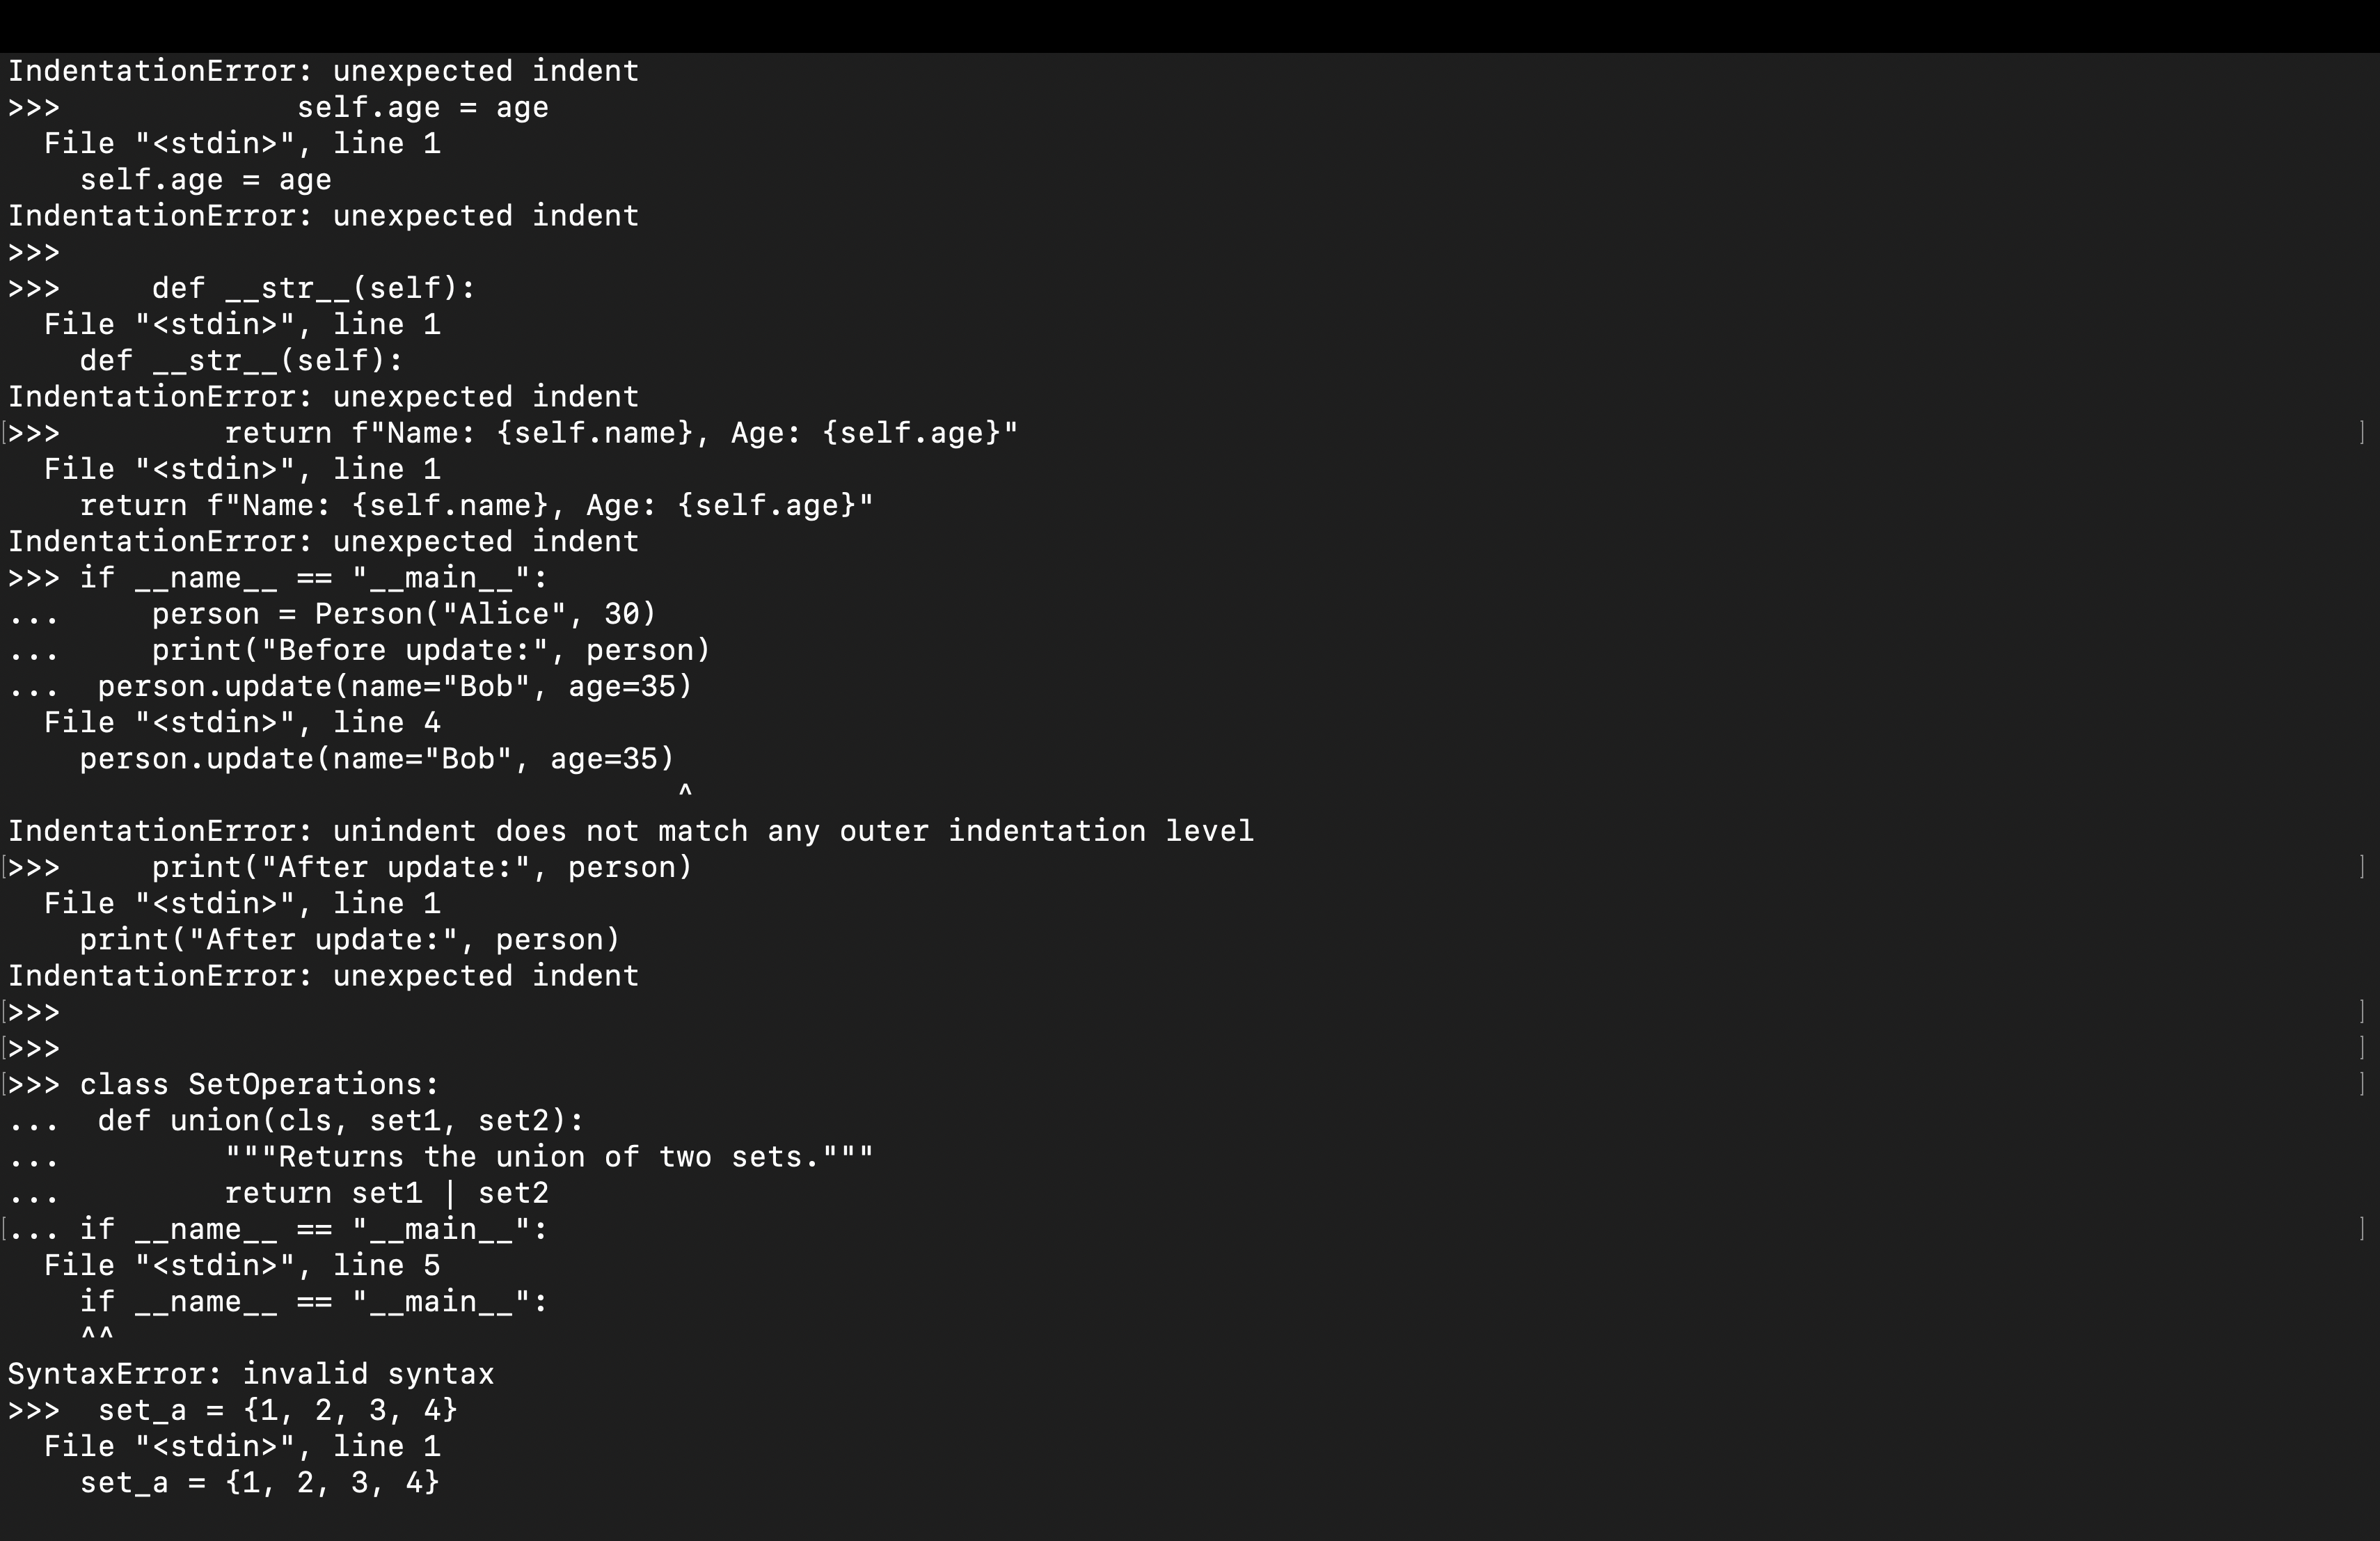 IndentationError: unexpected indent
>>>             self.age = age
  File "<stdin>", line 1
    self.age = age
IndentationError: unexpected indent
>>>
>>>     def __str__(self):
  File "<stdin>", line 1
    def __str__(self):
IndentationError: unexpected indent
[>>>         return f"Name: {self.name}, Age: {self.age}" ]
  File "<stdin>", line 1
    return f"Name: {self.name}, Age: {self.age}"
IndentationError: unexpected indent
>>> if __name__ == "__main__":
...     person = Person("Alice", 30)
...     print("Before update:", person)
...  person.update(name="Bob", age=35)
  File "<stdin>", line 4
    person.update(name="Bob", age=35)
                                     ^
IndentationError: unindent does not match any outer indentation level
[>>>     print("After update:", person) ]
  File "<stdin>", line 1
    print("After update:", person)
IndentationError: unexpected indent
[>>> ]
[>>> ]
[>>> class SetOperations: ]
...  def union(cls, set1, set2):
...         """Returns the union of two sets."""
...         return set1 | set2
[... if __name__ == "__main__": ]
  File "<stdin>", line 5
    if __name__ == "__main__":
    ^^
SyntaxError: invalid syntax
>>>  set_a = {1, 2, 3, 4}
  File "<stdin>", line 1
    set_a = {1, 2, 3, 4}